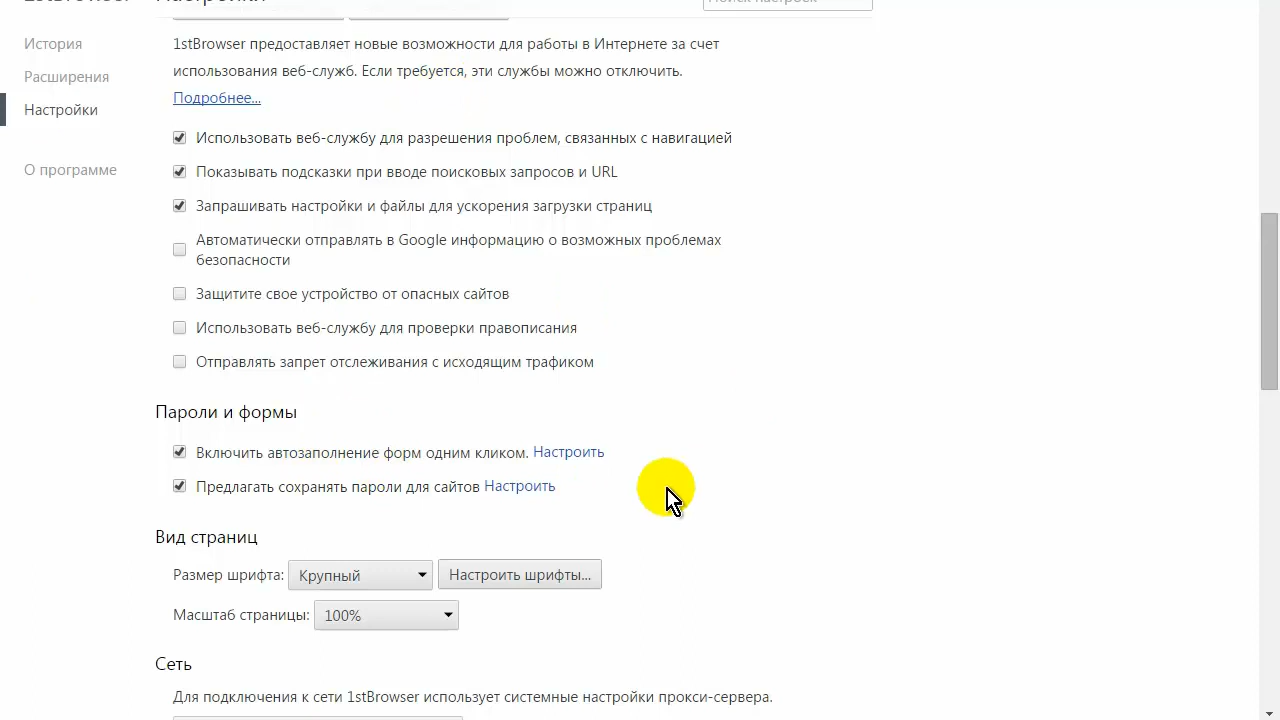 1stBrowser
Настройки
Поиск настроек
История
Расширения
Настройки
О программе
1stBrowser предоставляет новые возможности для работы в Интернете за счет
использования веб-служб. Если требуется, эти службы можно отключить.
Подробнее...
Использовать веб-службу для разрешения проблем, связанных с навигацией
Показывать подсказки при вводе поисковых запросов и URL
Запрашивать настройки и файлы для ускорения загрузки страниц
Автоматически отправлять в Google информацию о возможных проблемах
безопасности
Защитите свое устройство от опасных сайтов
Использовать веб-службу для проверки правописания
Отправлять запрет отслеживания с исходящим трафиком
Пароли и формы
Включить автозаполнение форм одним кликом. Настроить
Предлагать сохранять пароли для сайтов Настроить
Вид страниц
Размер шрифта: Крупный Настроить шрифты...
Масштаб страницы: 100%
Сеть
Для подключения к сети 1stBrowser использует системные настройки прокси-сервера.